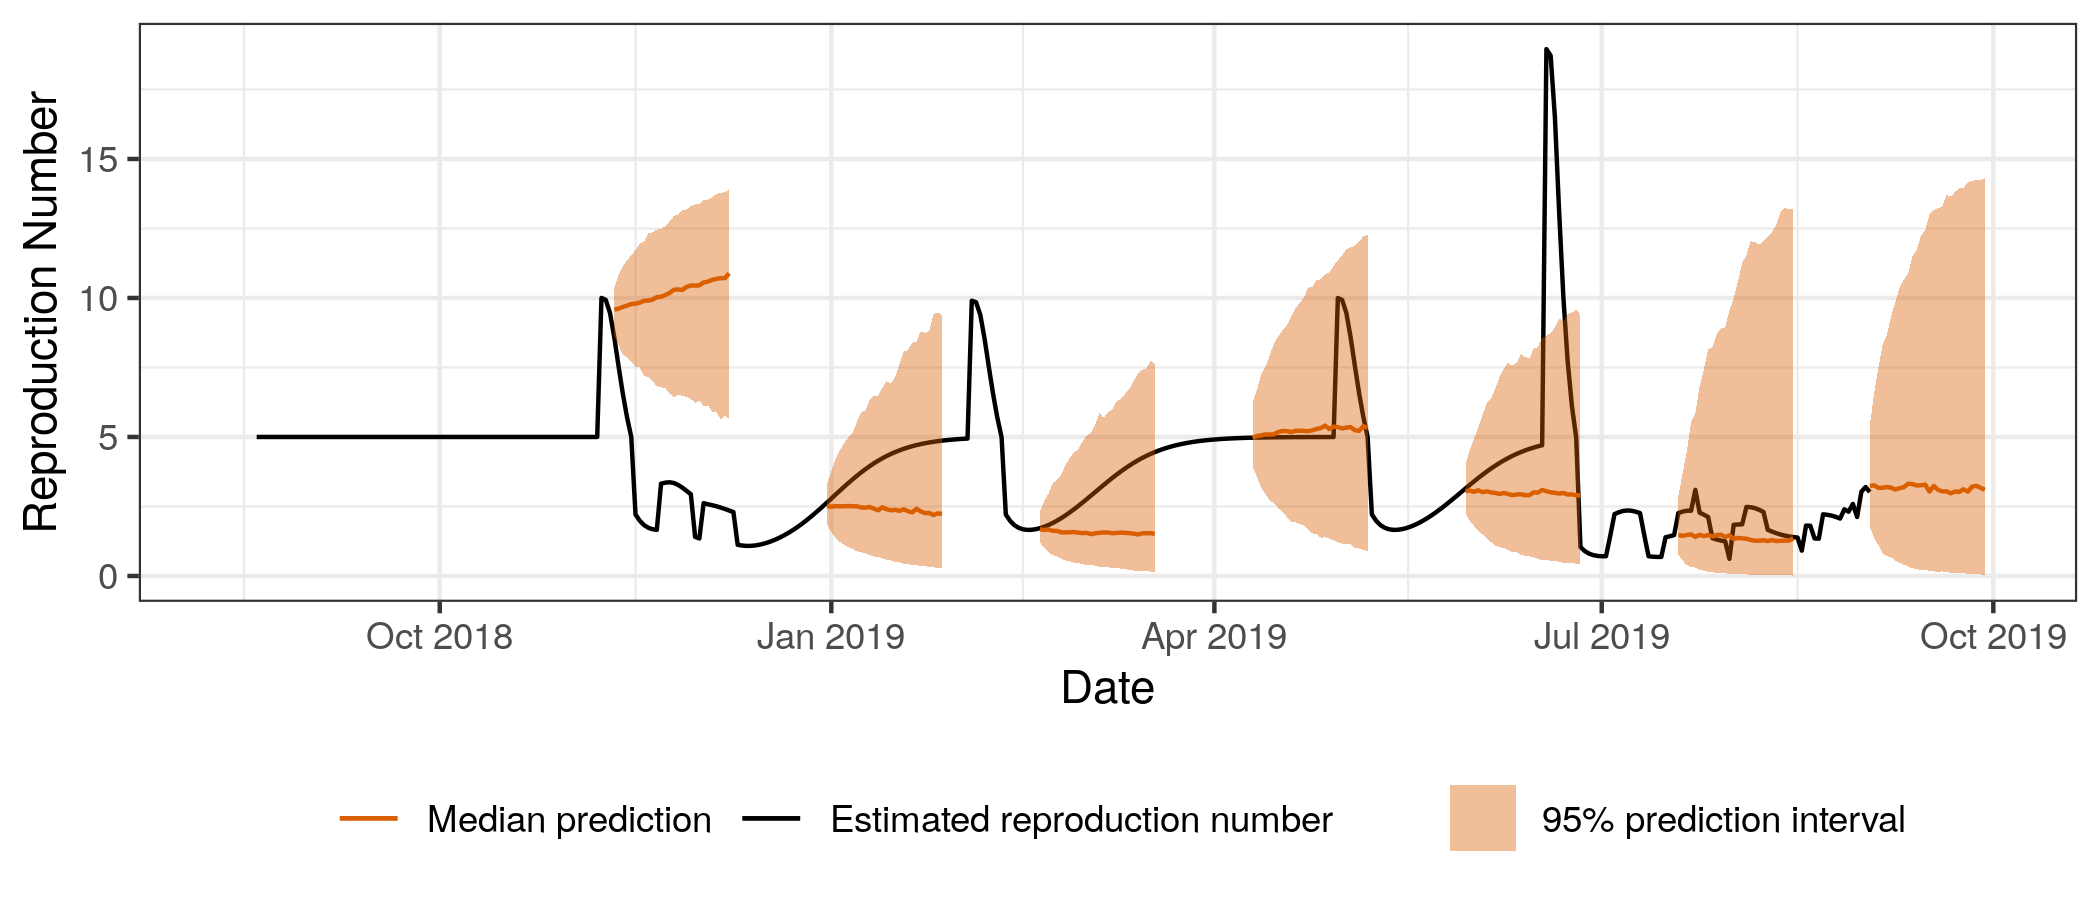 Reproduction Number
15
10
5
0
Oct 2018 Jan 2019 Apr 2019 Jul 2019 Oct 2019
Date
Median prediction Estimated reproduction number 95% prediction interval